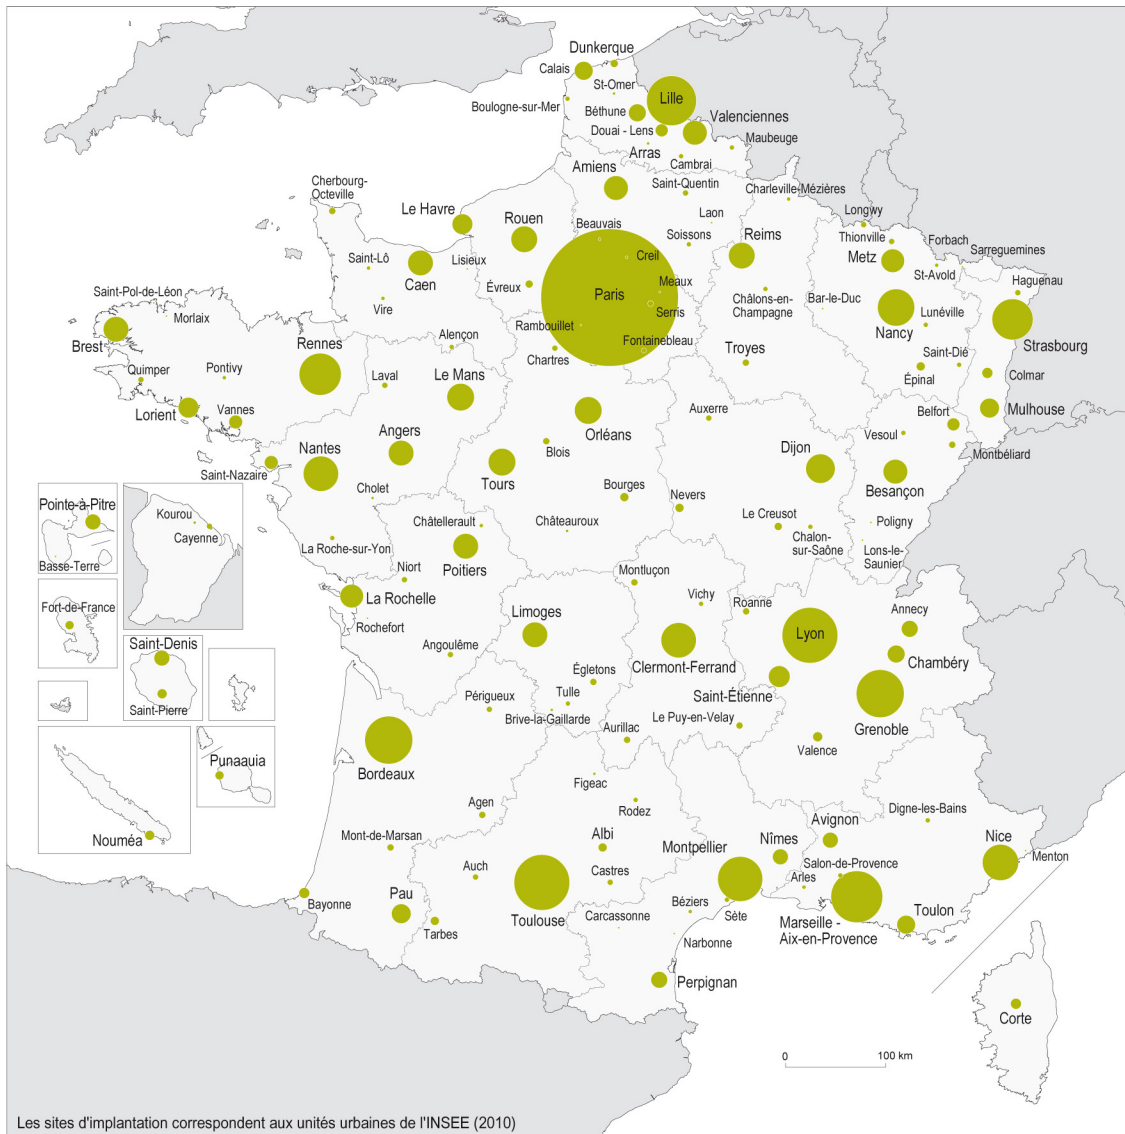 Dunkerque
Calais
St-Omer
Lille
Boulogne-sur-Mer
Béthune
Valenciennes
Douai - Lens
Maubeuge
Arras
Cambrai
Amiens
Saint-Quentin
Charleville-Mézières
Cherbourg-
Octeville
Le Havre
Rouen
Beauvais
Laon
Longwy
Soissons
Reims
Thionville
Forbach
Sarreguemines
Saint-Lô
Lisieux
Creil
Metz
St-Avold
Caen
Évreux
Meaux
Haguenau
Saint-Pol-de-Léon
Vire
Paris
Châlons-en-
Champagne
Bar-le-Duc
Morlaix
Serris
Nancy
Lunéville
Rambouillet
Strasbourg
Brest
Alençon
Fontainebleau
Rennes
Chartres
Troyes
Saint-Dié
Quimper
Pontivy
Laval
Le Mans
Épinal
Colmar
Lorient
Vannes
Auxerre
Belfort
Mulhouse
Angers
Orléans
Vesoul
Nantes
Blois
Dijon
Montbéliard
Saint-Nazaire
Tours
Bourges
Besançon
Cholet
Nevers
Pointe-à-Pitre
Kourou
Châtellerault
Châteauroux
Le Creusot
Poligny
Cayenne
Chalon-
sur-Saône
La Roche-sur-Yon
Lons-le-
Saunier
Basse-Terre
Poitiers
Niort
Montluçon
La Rochelle
Vichy
Roanne
Annecy
Fort-de-France
Limoges
Rochefort
Lyon
Saint-Denis
Angoulême
Clermont-Ferrand
Chambéry
Égletons
Saint-Étienne
Tulle
Saint-Pierre
Périgueux
Brive-la-Gaillarde
Le Puy-en-Velay
Grenoble
Aurillac
Valence
Punaauia
Bordeaux
Figeac
Agen
Rodez
Digne-les-Bains
Nouméa
Mont-de-Marsan
Albi
Avignon
Nice
Montpellier
Nîmes
Menton
Auch
Castres
Salon-de-Provence
Arles
Pau
Bayonne
Toulouse
Béziers
Sète
Toulon
Carcassonne
Marseille -
Aix-en-Provence
Tarbes
Narbonne
Perpignan
Corte
0
100 km
Les sites d'implantation correspondent aux unités urbaines de l'INSEE (2010)